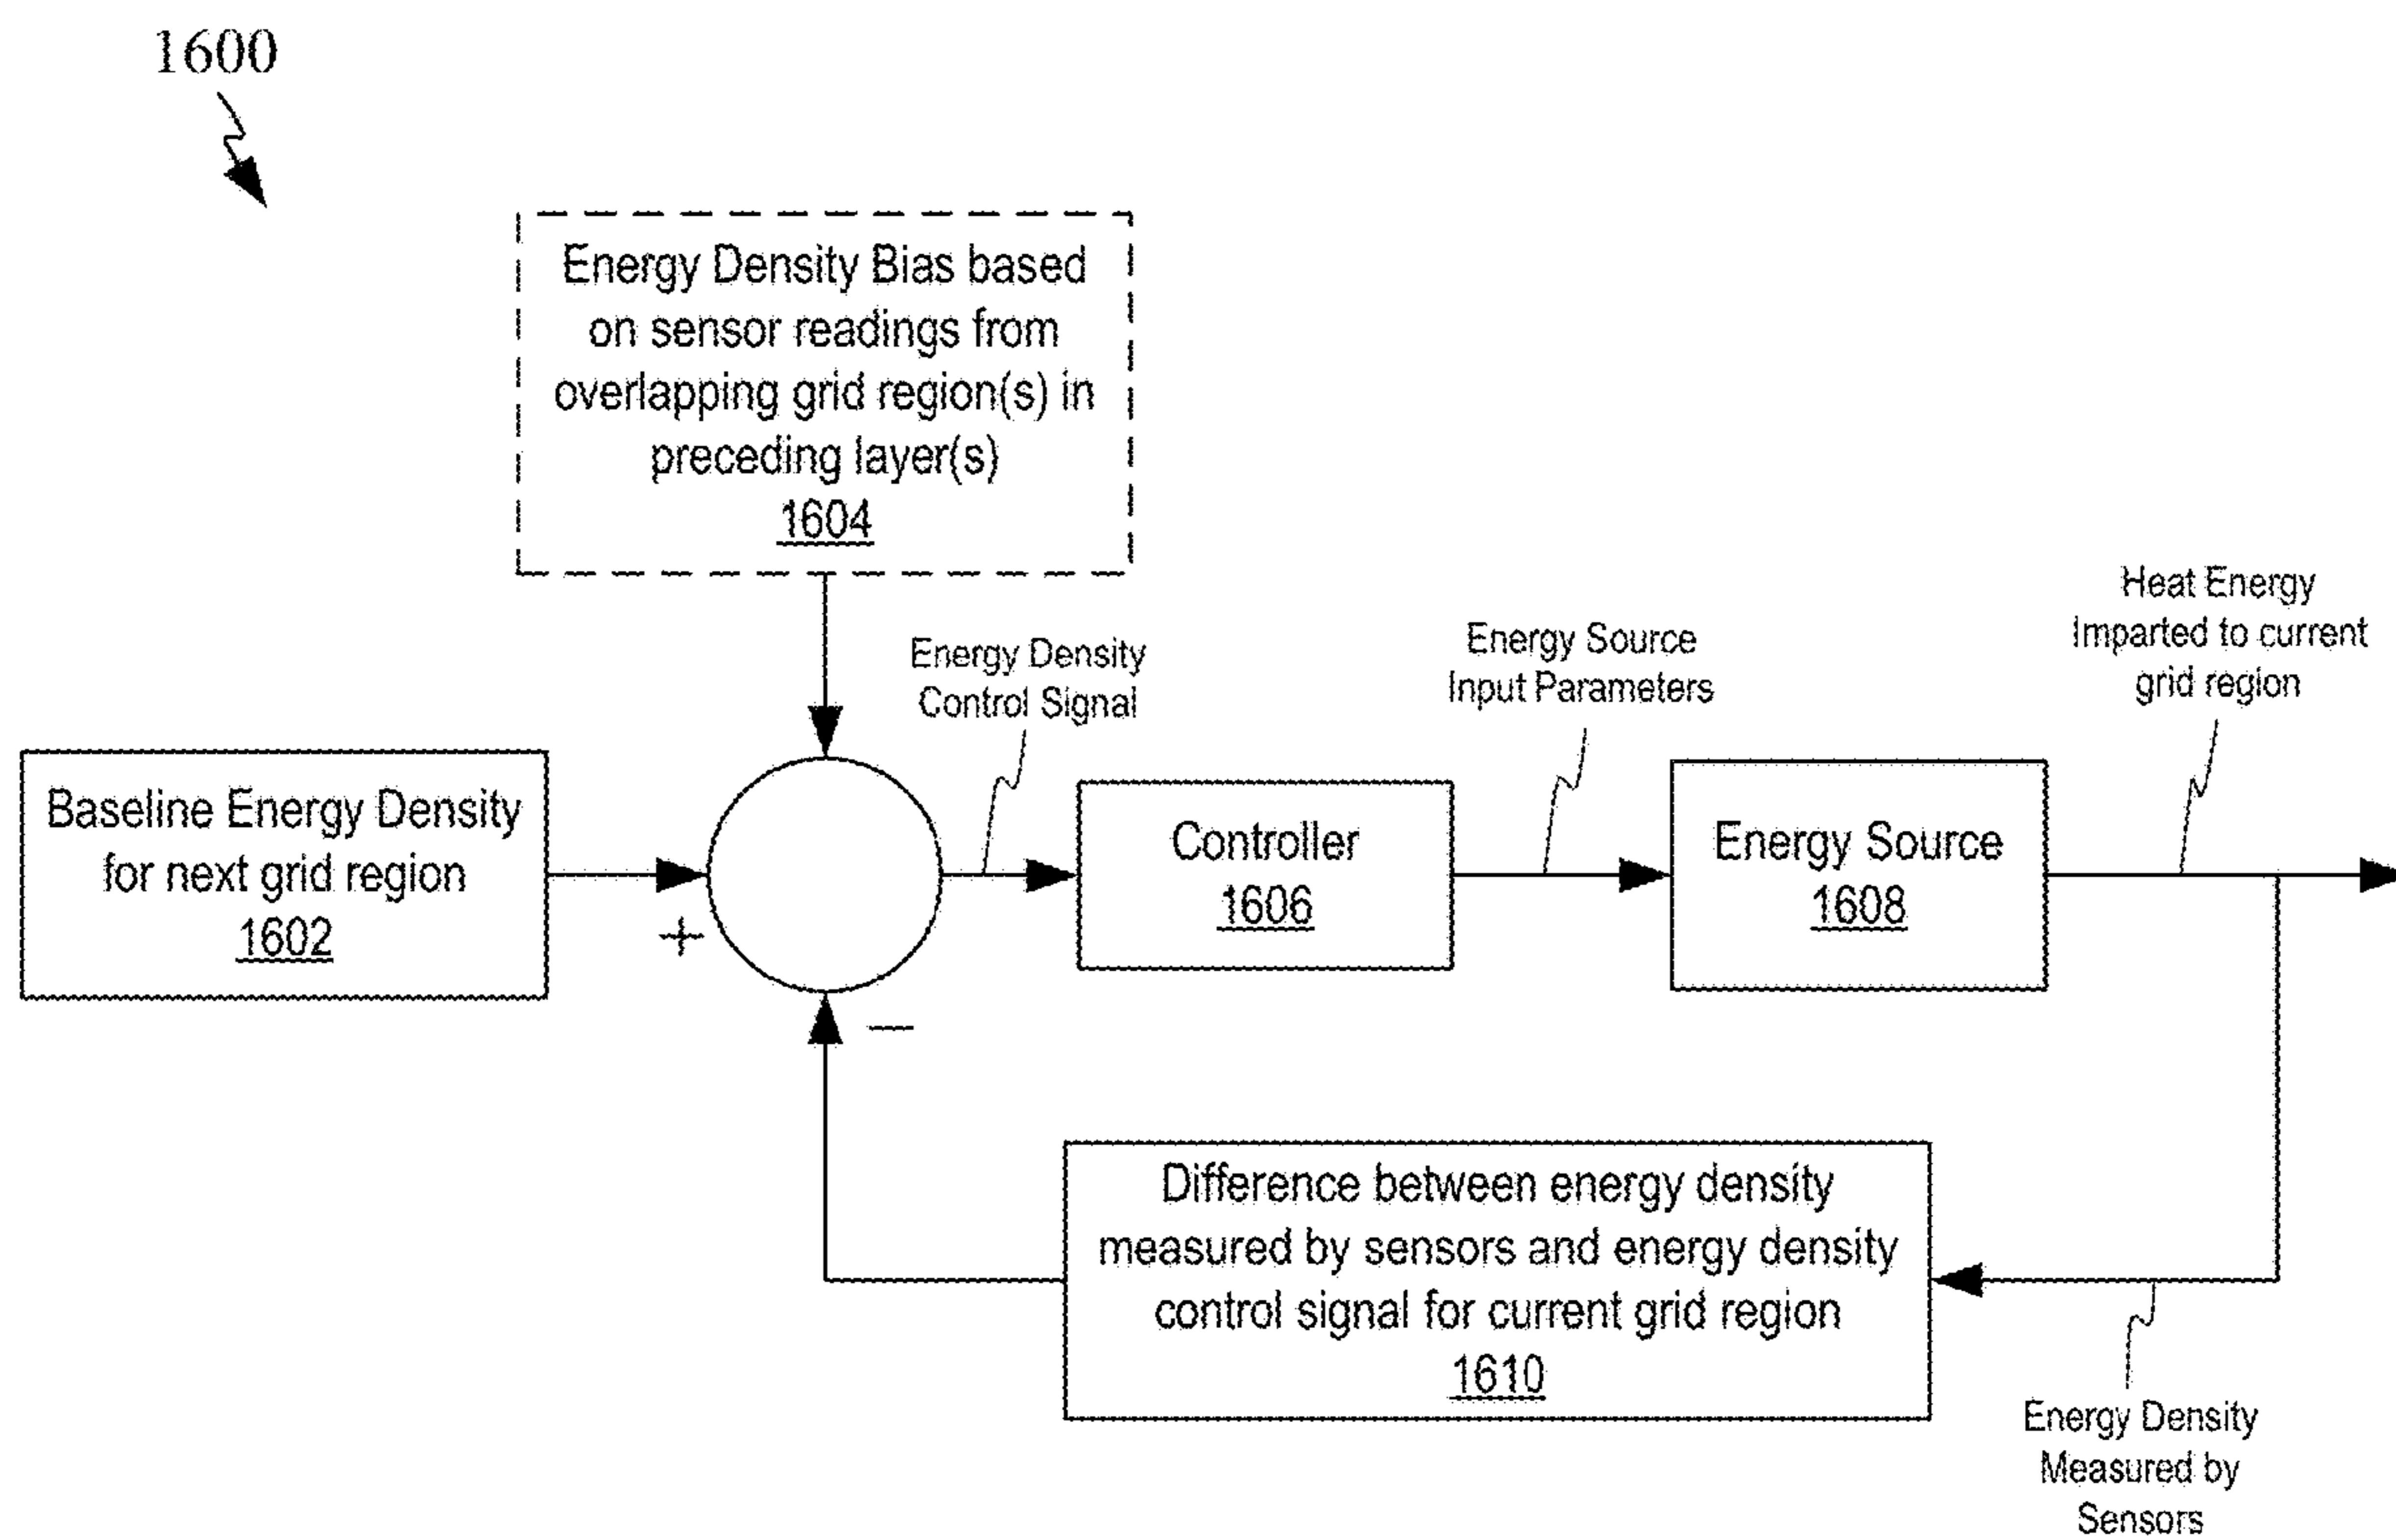 1600
Energy Density Bias based
on sensor readings from
overlapping grid region(s) in
preceding layer(s)
1604
Energy Density
Control Signal
Energy Source
Input Parameters
Heat Energy
Imparted to current
grid region
Baseline Energy Density
for next grid region
1602
+
Controller
1606
Energy Source
1608
—
Difference between energy density
measured by sensors and energy density
control signal for current grid region
1610
Energy Density
Measured by
Sensors